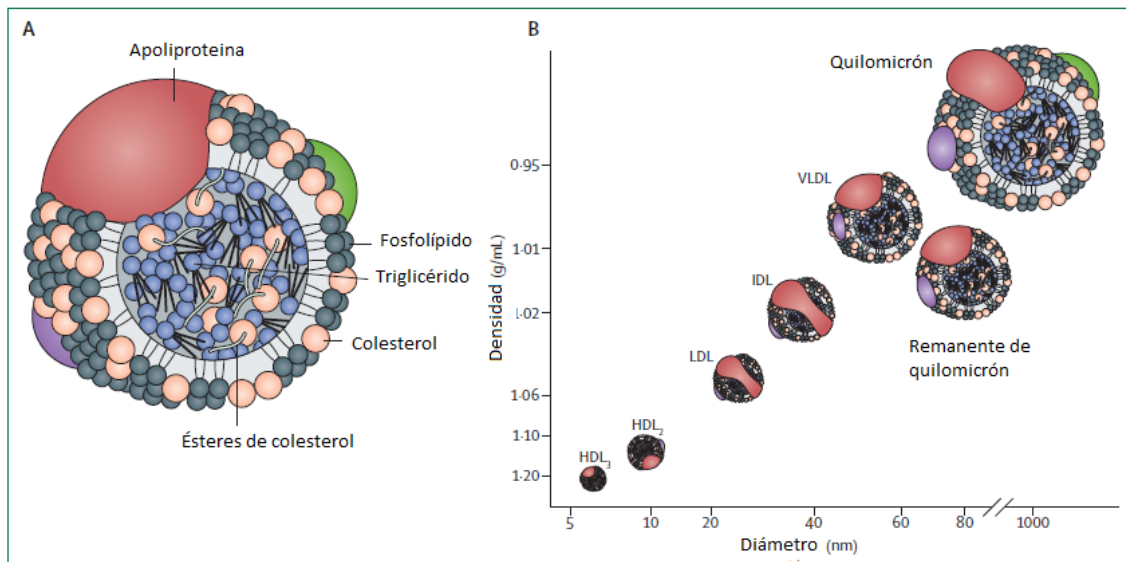 A
Apoliproteina
Fosfolípido
Triglicérido
Colesterol
Ésteres de colesterol
B
Quilomicrón
VLDL
IDL
Remanente de
quilomicrón
LDL
HDL2
HDL3
Densidad (g/mL)
0·95
1·01
1·02
1·06
1·10
1·20
5
10
20
40
60
80
1000
Diámetro (nm)